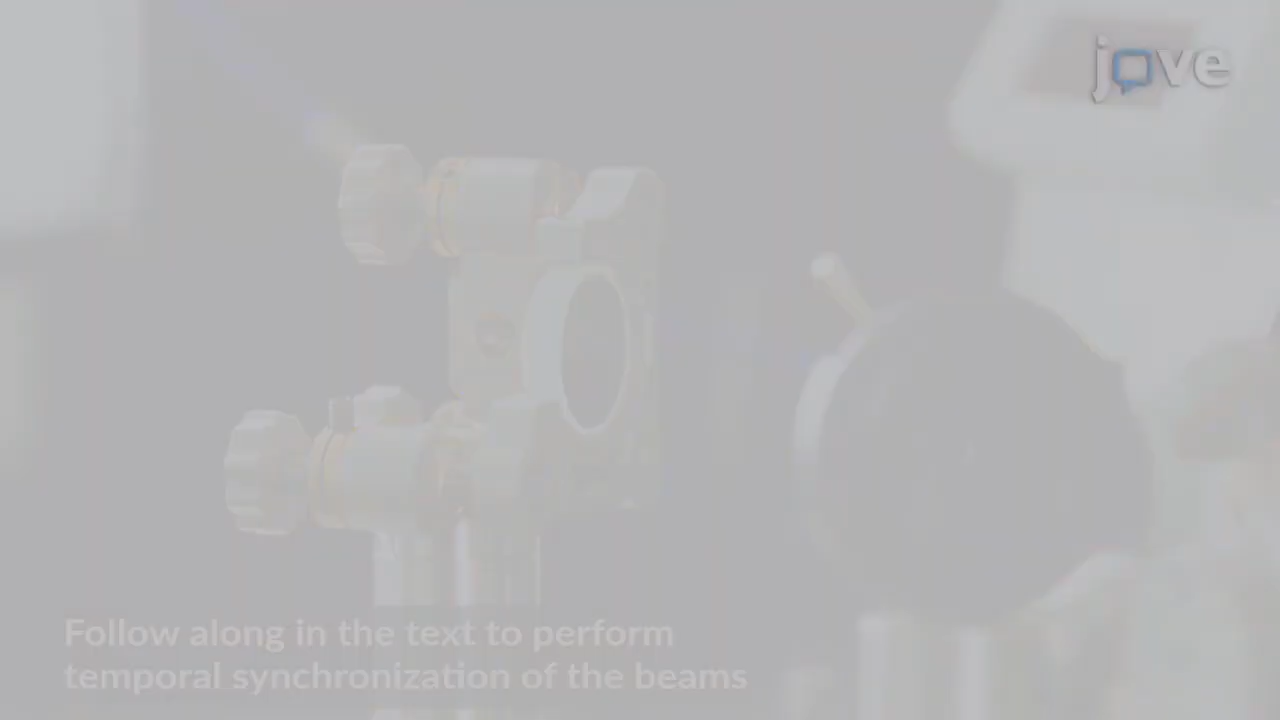 jove
Follow along in the text to perform
temporal synchronization of the beams